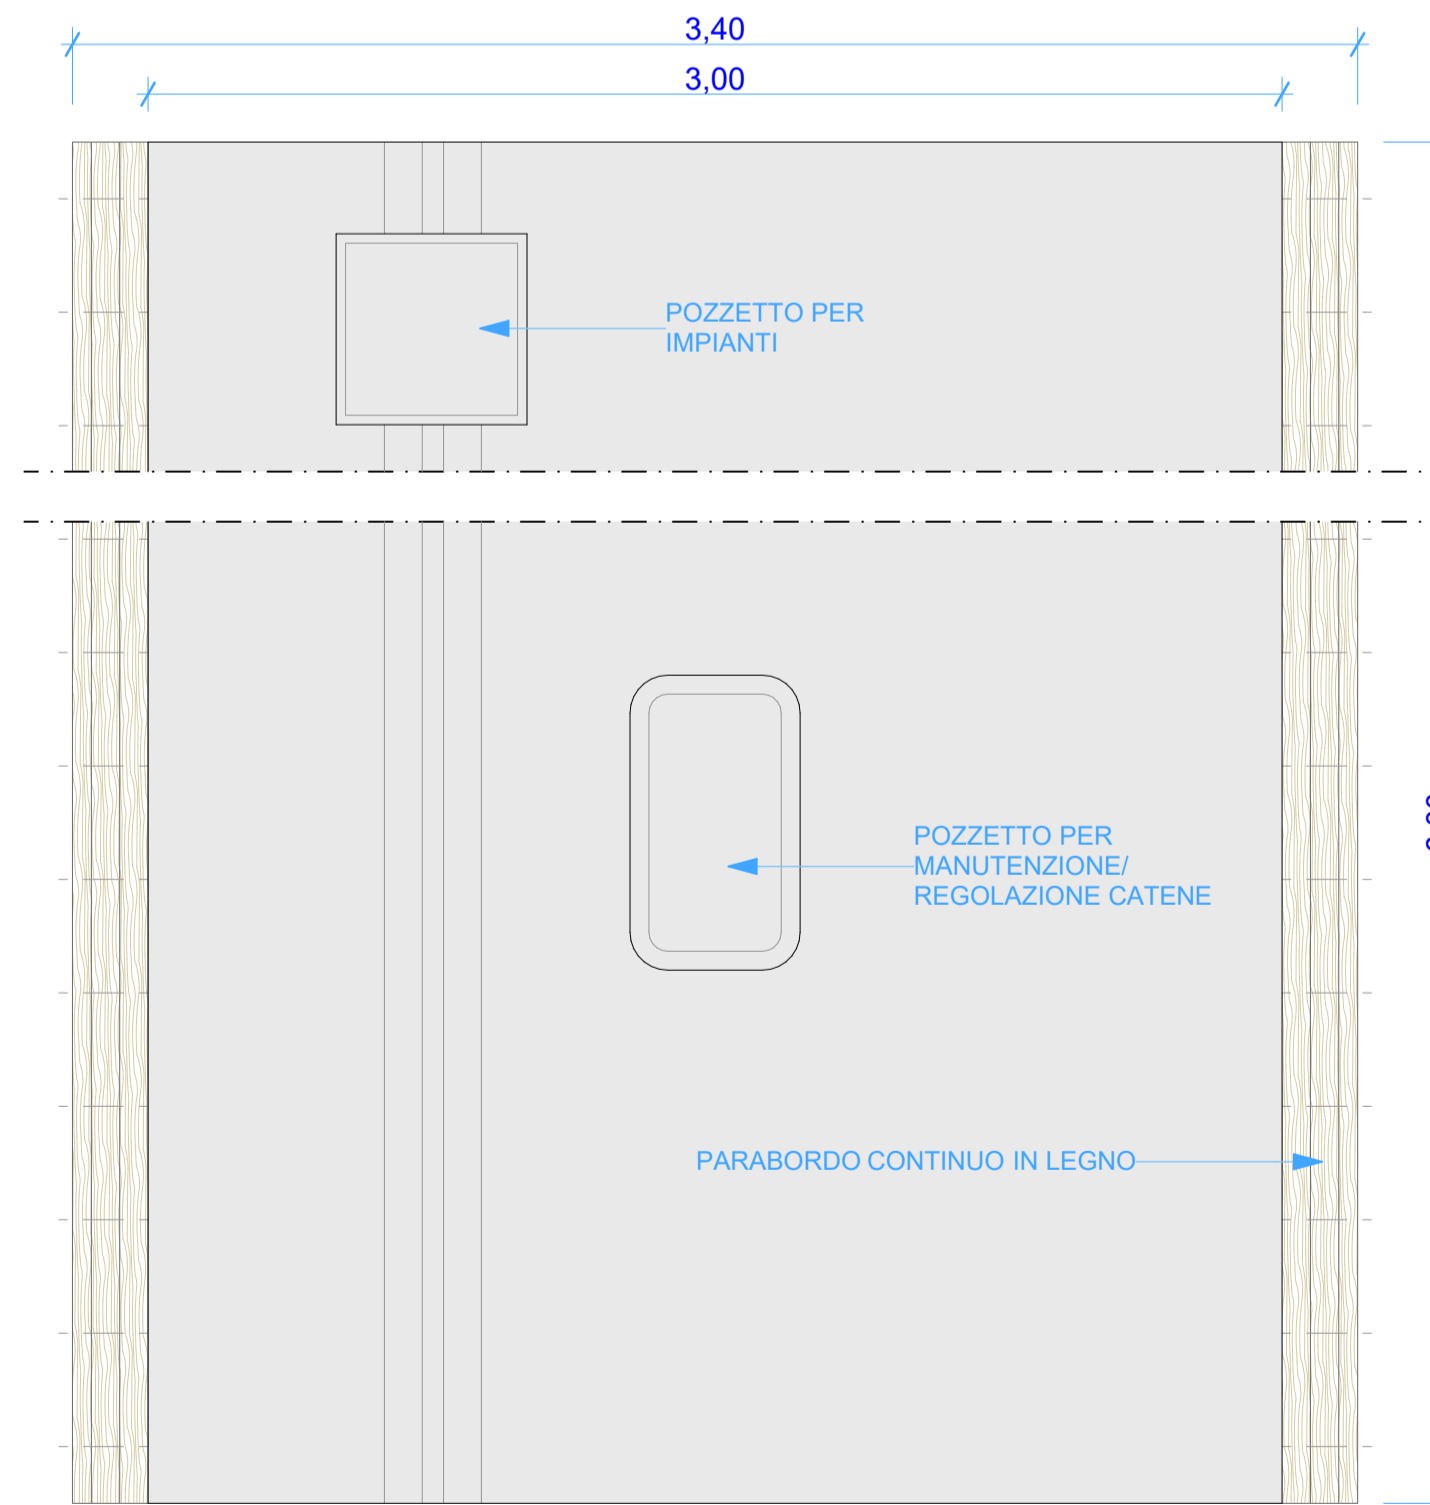 3,40
3,00
POZZETTO PER
IMPIANTI
POZZETTO PER
MANUTENZIONE/
REGOLAZIONE CATENE
PARABORDO CONTINUO IN LEGNO